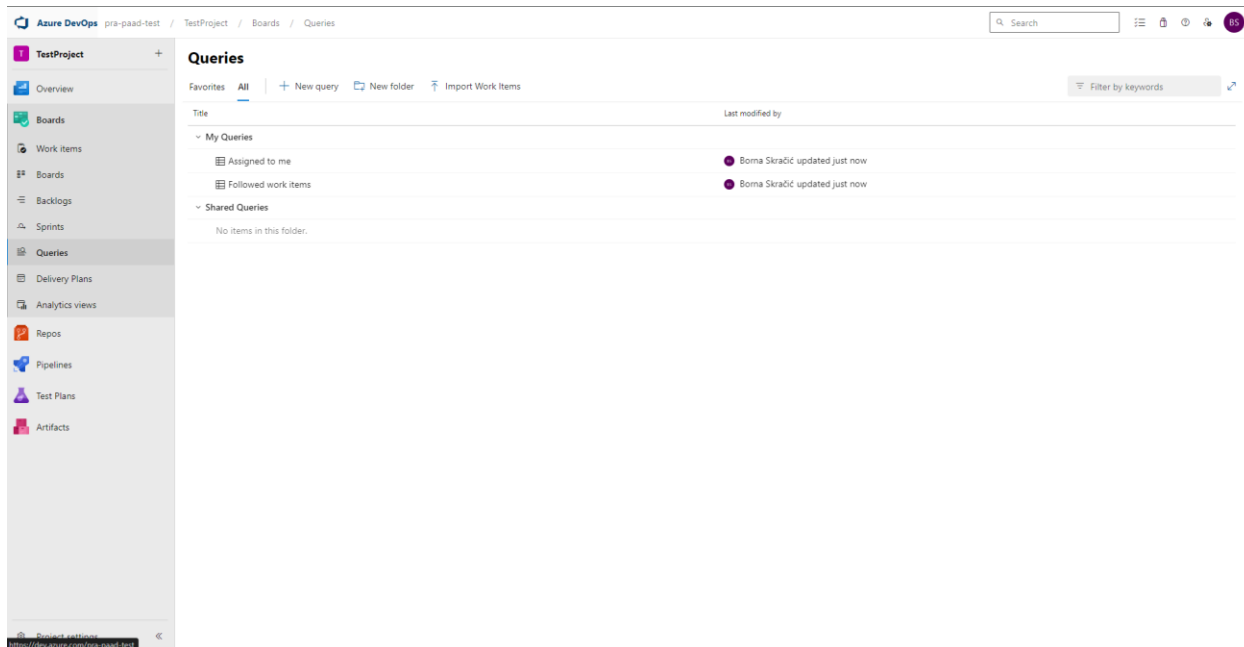 Azure DevOps pra-paad-test / TestProject / Boards / Queries Search BS
T TestProject +
Queries
Favorites All + New query New folder Import Work Items Filter by keywords
Overview
Boards
Work items
Boards
Backlogs
Sprints
Queries
Delivery Plans
Analytics views
Repos
Pipelines
Test Plans
Artifacts
Title Last modified by
My Queries
Assigned to me Borna Skračić updated just now
Followed work items Borna Skračić updated just now
Shared Queries
No items in this folder.
Project settings
https://dev.azure.com/pra-paad-test